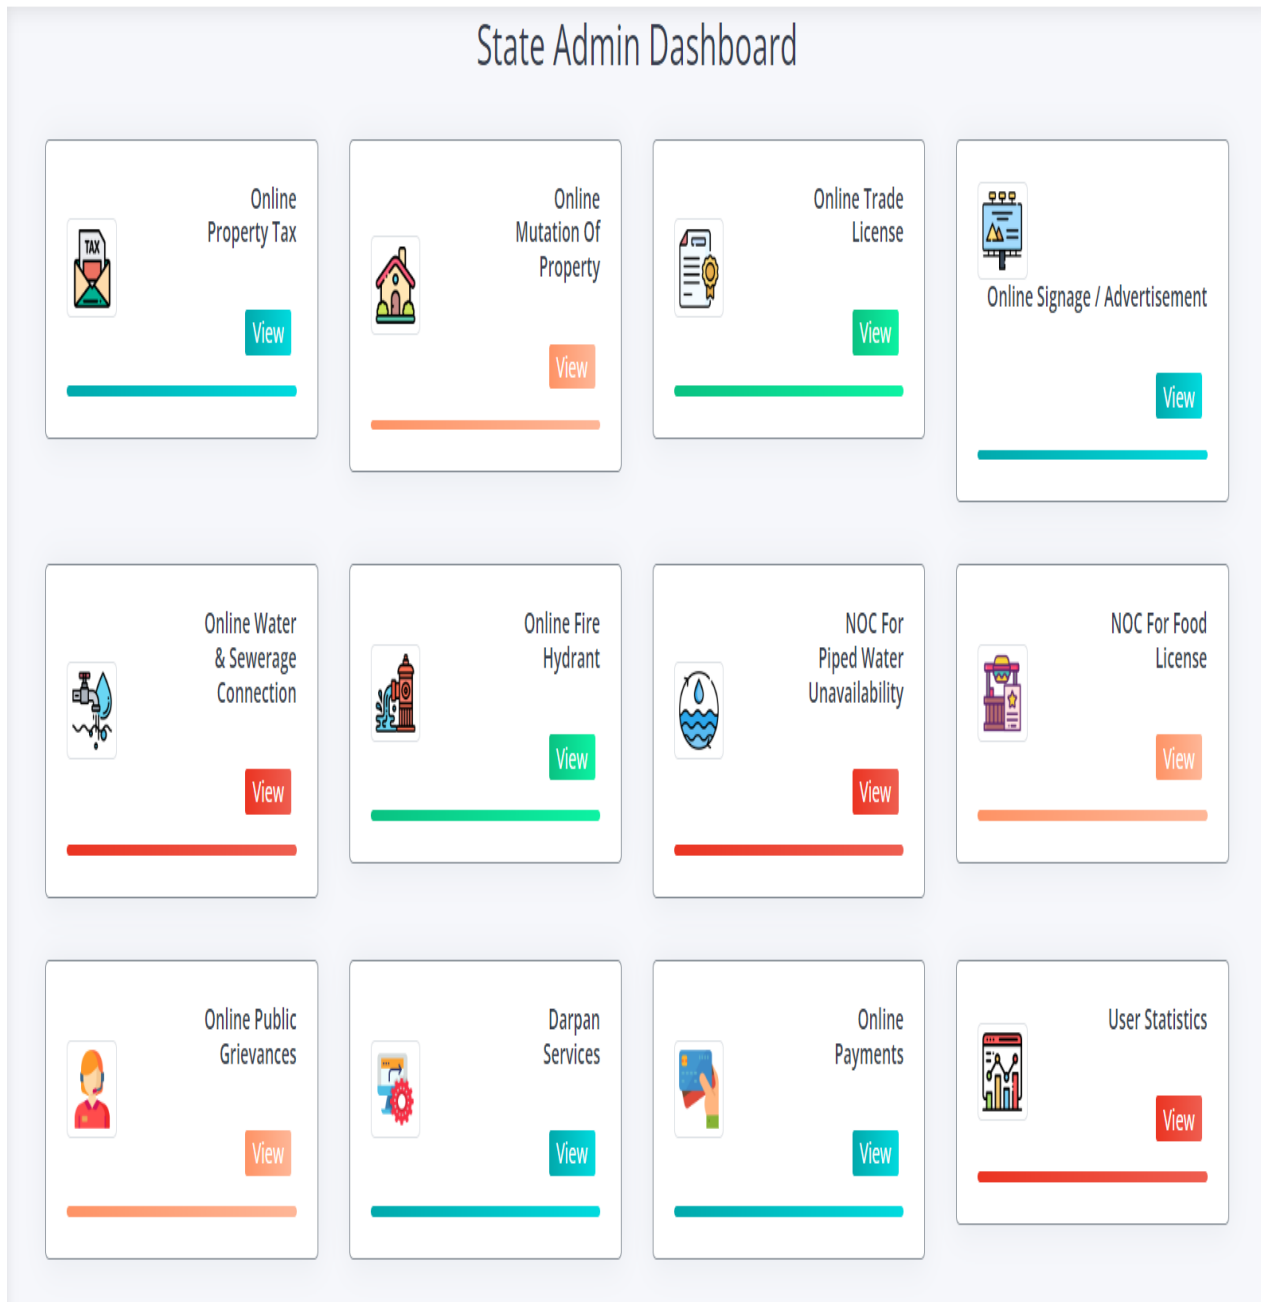 State Admin Dashboard
Online
Property Tax
TAX
View
Online
Mutation Of
Property
View
Online Trade
License
View
Online Signage / Advertisement
View
Online Water
& Sewerage
Connection
View
Online Fire
Hydrant
View
NOC For
Piped Water
Unavailability
View
NOC For Food
License
View
Online Public
Grievances
View
Darpan
Services
View
Online
Payments
View
User Statistics
View